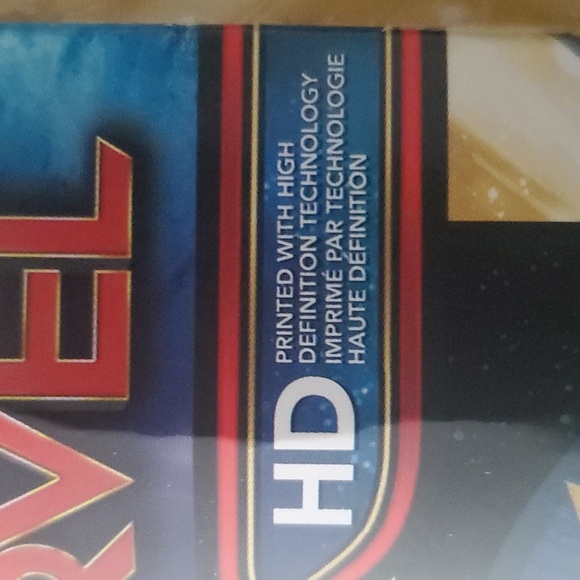 RVEL
HD
PRINTED WITH HIGH
DEFINITION TECHNOLOGY
IMPRIMÉ PAR TECHNOLOGIE
HAUTE DÉFINITION